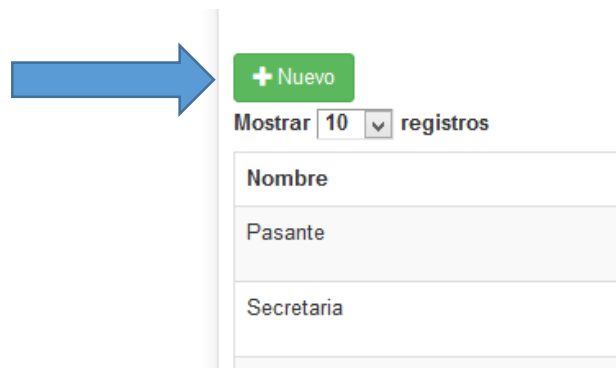 Nuevo
Mostrar 10 registros
Nombre
Pasante
Secretaria